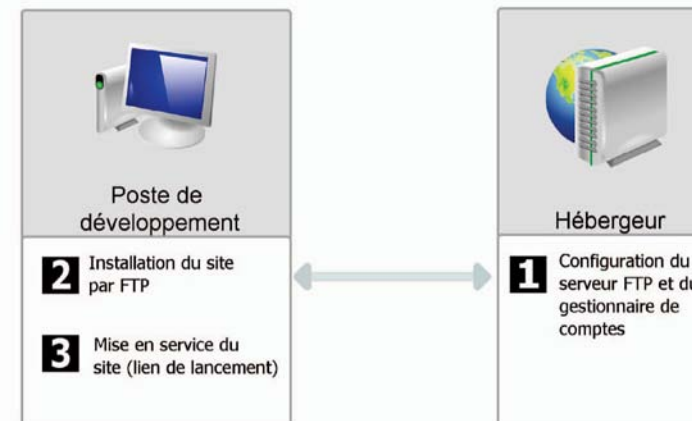 Poste de
développement
2 Installation du site
par FTP
3 Mise en service du
site (lien de lancement)
Hébergeur
1 Configuration du
serveur FTP et du
gestionnaire de
comptes